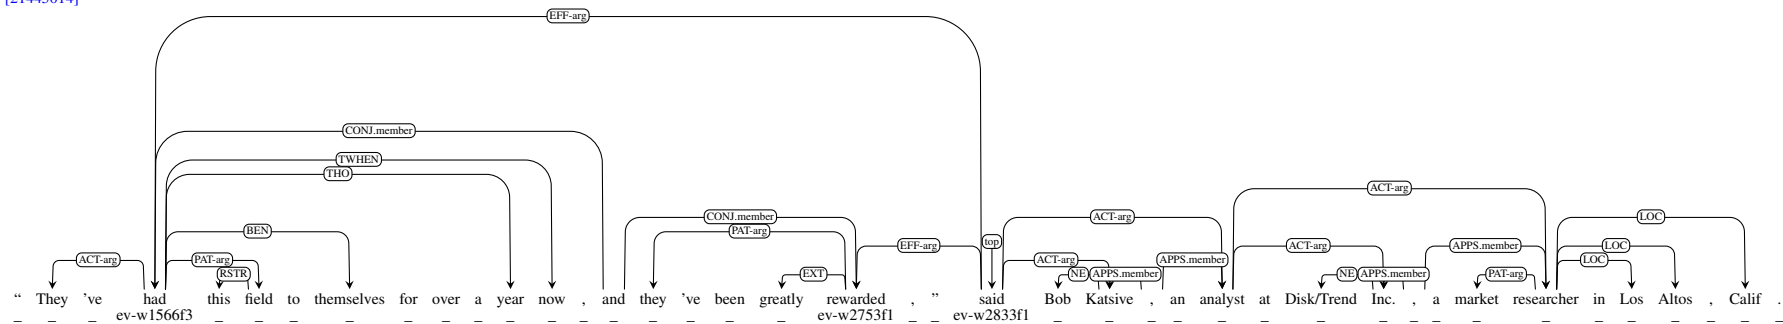 [21443014]
EFF-arg
CONJ.member
TWHEN
THO
ACT-arg
CONJ.member ACT-arg LOC
BEN PAT-arg top
ACT-arg PAT-arg EFF-arg ACT-arg APPS.member ACT-arg APPS.member LOC LOC
RSTR EXT NE APPS.member NE APPS.member PAT-arg
“ They ’ve had this field to themselves for over a year now , and they ’ve been greatly rewarded , ” said Bob Katsive , an analyst at Disk/Trend Inc. , a market researcher in Los Altos , Calif .
_ _ _ ev-w1566f3 _ _ _ _ _ _ _ _ _ _ _ _ _ _ _ ev-w2753f1 _ _ ev-w2833f1 _ _ _ _ _ _ _ _ _ _ _ _ _ _ _ _ _ _